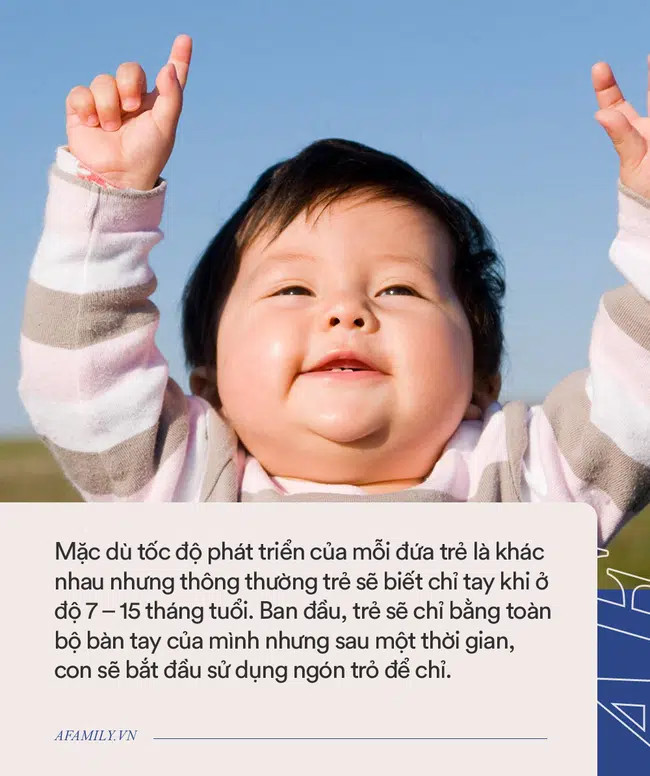 Mặc dù tốc độ phát triển của mỗi đứa trẻ là khác
nhau nhưng thông thường trẻ sẽ biết chỉ tay khi ở
độ 7 – 15 tháng tuổi. Ban đầu, trẻ sẽ chỉ bằng toàn
bộ bàn tay của mình nhưng sau một thời gian,
con sẽ bắt đầu sử dụng ngón trỏ để chỉ.
AFAMILY.VN